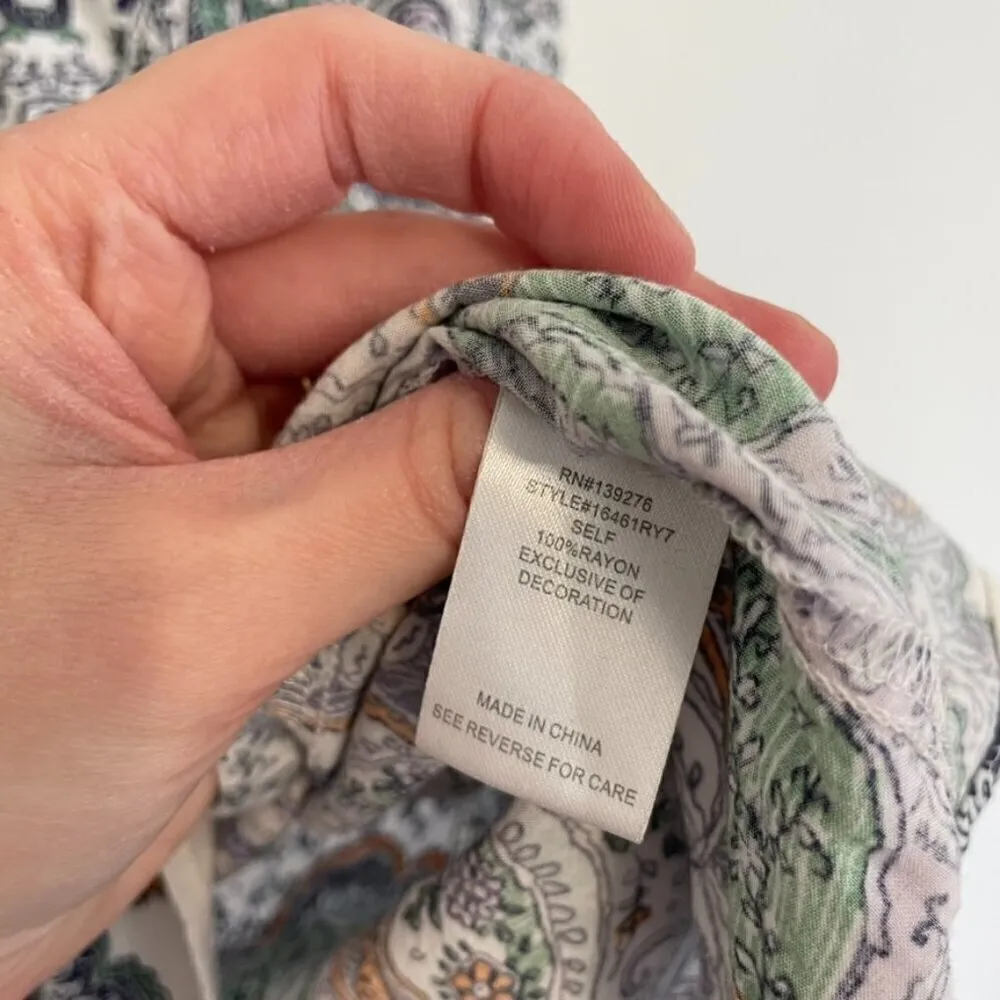 RN#139276
STYLE#16461RY7
SELF
100%RAYON
EXCLUSIVE OF
DECORATION
MADE IN CHINA
SEE REVERSE FOR CARE